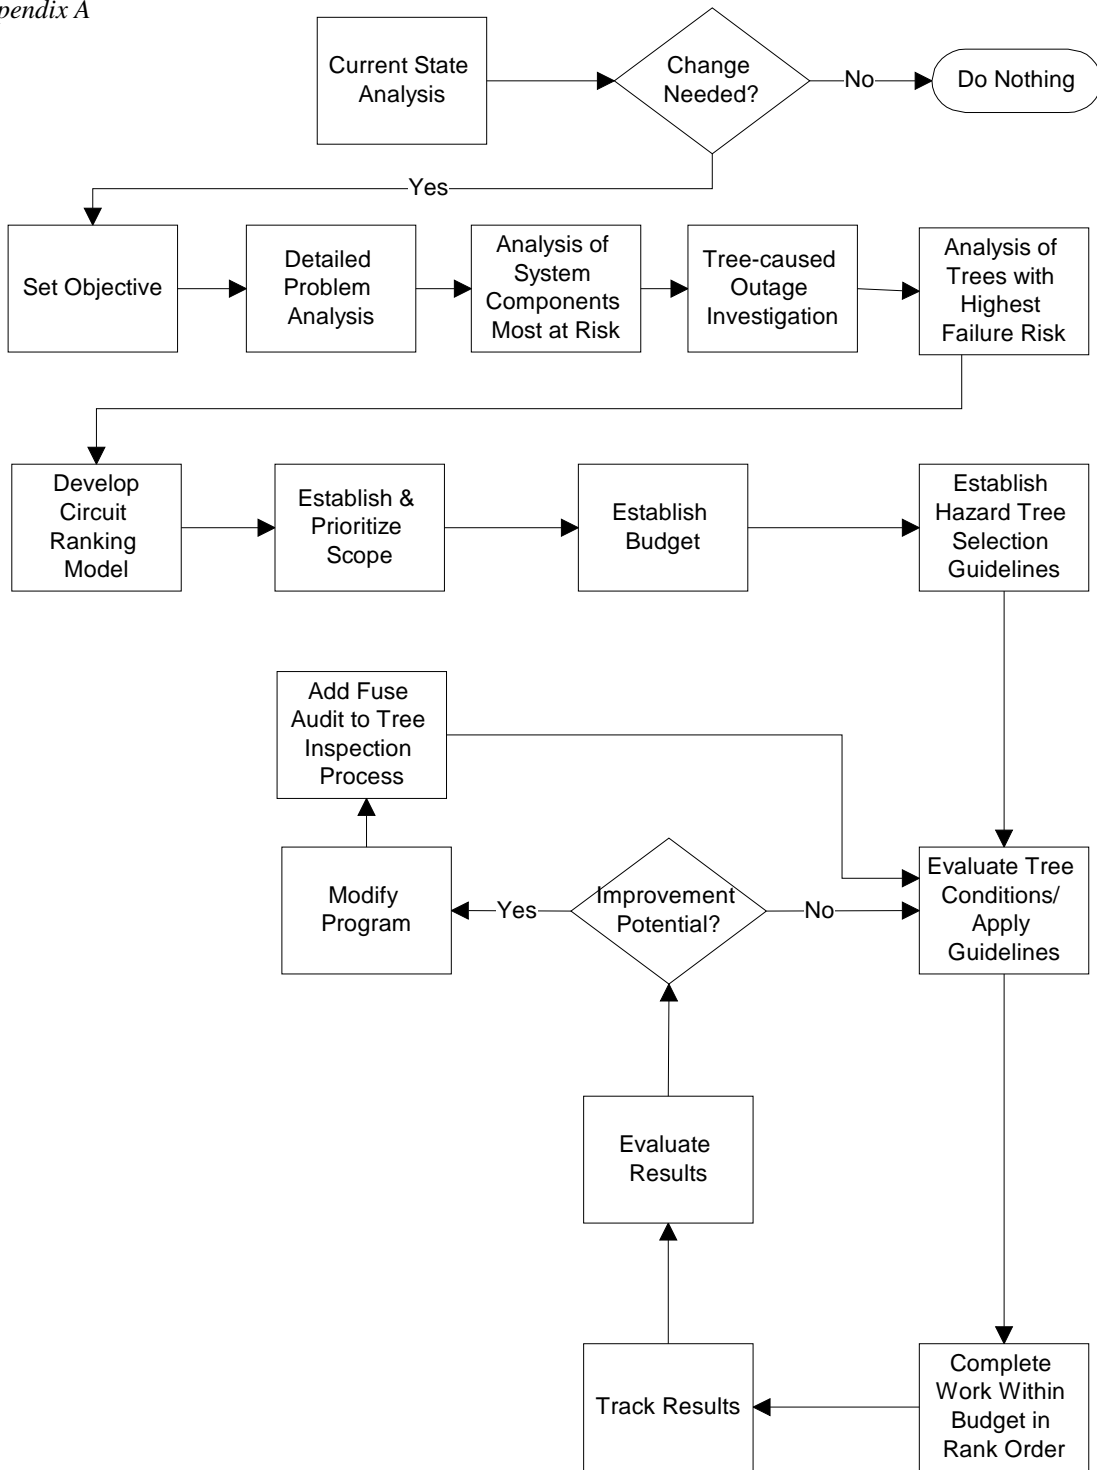 pendix A
Current State
Analysis
Change
Needed?
No
Do Nothing
Yes
Set Objective
Detailed
Problem
Analysis
Analysis of
System
Components
Most at Risk
Tree-caused
Outage
Investigation
Analysis of
Trees with
Highest
Failure Risk
Develop
Circuit
Ranking
Model
Establish &
Prioritize
Scope
Establish
Budget
Establish
Hazard Tree
Selection
Guidelines
Add Fuse
Audit to Tree
Inspection
Process
Modify
Program
Yes
Improvement
Potential?
No
Evaluate Tree
Conditions/
Apply
Guidelines
Evaluate
Results
Track Results
Complete
Work Within
Budget in
Rank Order